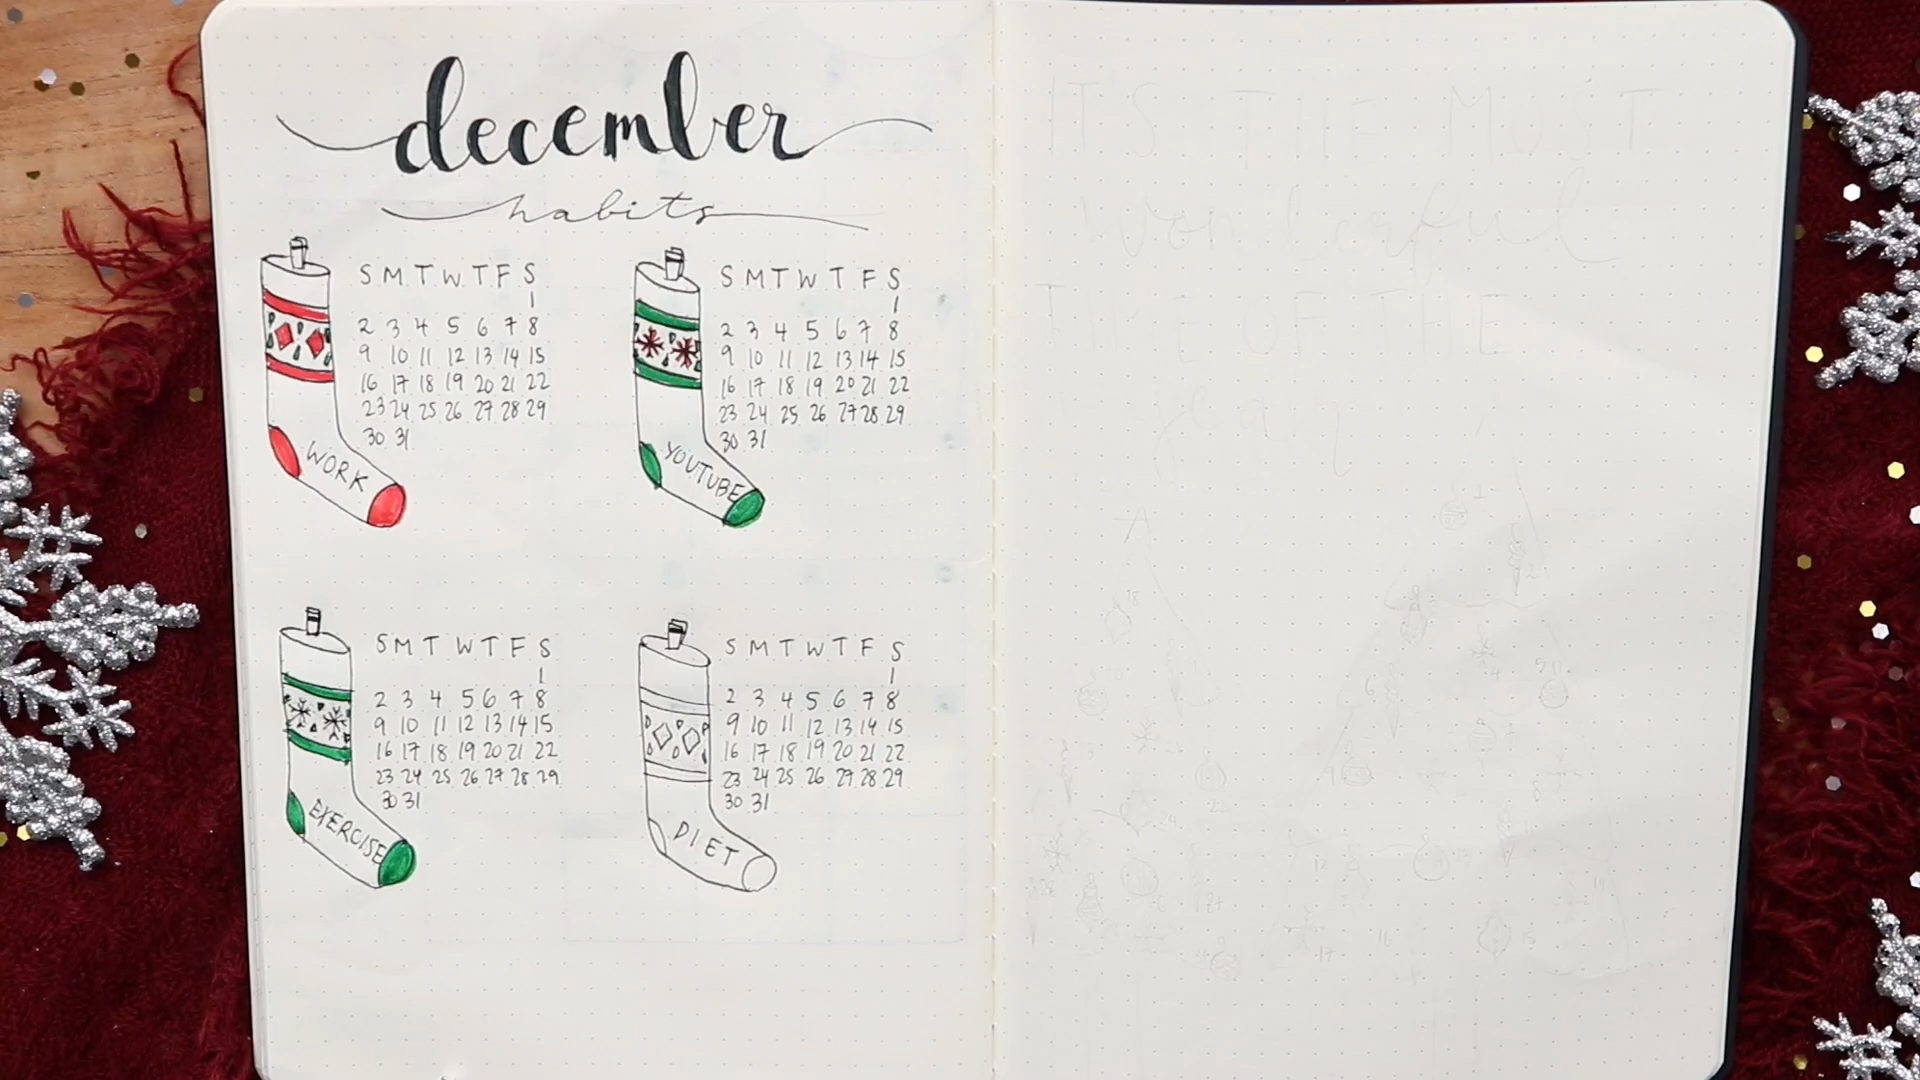 december
habits
S M T W T F S
1
2 3 4 5 6 7 8
9 10 11 12 13 14 15
16 17 18 19 20 21 22
23 24 25 26 27 28 29
30 31
WORK
S M T W T F S
1
2 3 4 5 6 7 8
9 10 11 12 13 14 15
16 17 18 19 20 21 22
23 24 25 26 27 28 29
30 31
YOUTUBE
S M T W T F S
1
2 3 4 5 6 7 8
9 10 11 12 13 14 15
16 17 18 19 20 21 22
23 24 25 26 27 28 29
30 31
EXERCISE
S M T W T F S
1
2 3 4 5 6 7 8
9 10 11 12 13 14 15
16 17 18 19 20 21 22
23 24 25 26 27 28 29
30 31
DIET
IT'S THE MOST
wonderful
TIME OF THE
year